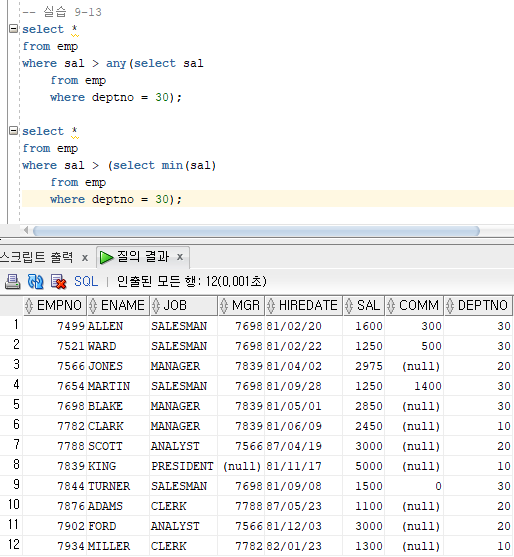 -- 실습 9-13
select *
from emp
where sal > any(select sal
from emp
where deptno = 30);
select *
from emp
where sal > (select min(sal)
from emp
where deptno = 30);
스크립트 출력 x 질의 결과 x
SQL | 인출된 모든 행: 12(0,001초)
EMPNO ENAME JOB MGR HIREDATE SAL COMM DEPTNO
1 7499 ALLEN SALESMAN 7698 81/02/20 1600 300 30
2 7521 WARD SALESMAN 7698 81/02/22 1250 500 30
3 7566 JONES MANAGER 7839 81/04/02 2975 (null) 20
4 7654 MARTIN SALESMAN 7698 81/09/28 1250 1400 30
5 7698 BLAKE MANAGER 7839 81/05/01 2850 (null) 30
6 7782 CLARK MANAGER 7839 81/06/09 2450 (null) 10
7 7788 SCOTT ANALYST 7566 87/04/19 3000 (null) 20
8 7839 KING PRESIDENT (null) 81/11/17 5000 (null) 10
9 7844 TURNER SALESMAN 7698 81/09/08 1500 0 30
10 7876 ADAMS CLERK 7788 87/05/23 1100 (null) 20
11 7902 FORD ANALYST 7566 81/12/03 3000 (null) 20
12 7934 MILLER CLERK 7782 82/01/23 1300 (null) 10